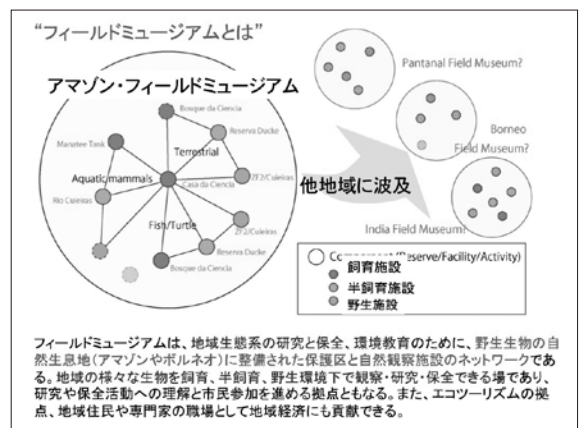 “フィールドミュージアムとは”
アマゾン・フィールドミュージアム
Bosque da Ciencia
Manatee Tank
Terrestrial
Reserva Ducke
Aquatic mammals
Casa da Ciencia
ZF2/Cuieiras
Rio Cuieiras
Fish/Turtle
ZF2/Cuieiras
Reserva Ducke
Bosque da Ciencia
Pantanal Field Museum?
Borneo
Field Museum?
他地域に波及
India Field Museum?
(Reserve/Facility/Activity)
飼育施設
半飼育施設
野生施設
フィールドミュージアムは、地域生態系の研究と保全、環境教育のために、野生生物の自
然生息地(アマゾンやボルネオ)に整備された保護区と自然観察施設のネットワークであ
る。地域の様々な生物を飼育、半飼育、野生環境下で観察・研究・保全できる場であり、
研究や保全活動への理解と市民参加を進める拠点ともなる。また、エコツーリズムの拠
点、地域住民や専門家の職場として地域経済にも貢献できる。